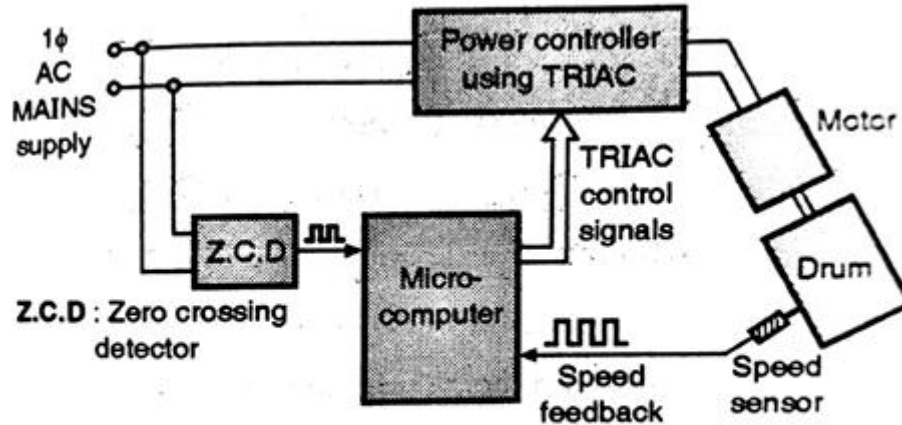 1ϕ
AC
MAINS
supply
Power controller
using TRIAC
Motor
TRIAC
control
signals
Z.C.D
Micro-
computer
Drum
Z.C.D : Zero crossing
detector
Speed
feedback
Speed
sensor